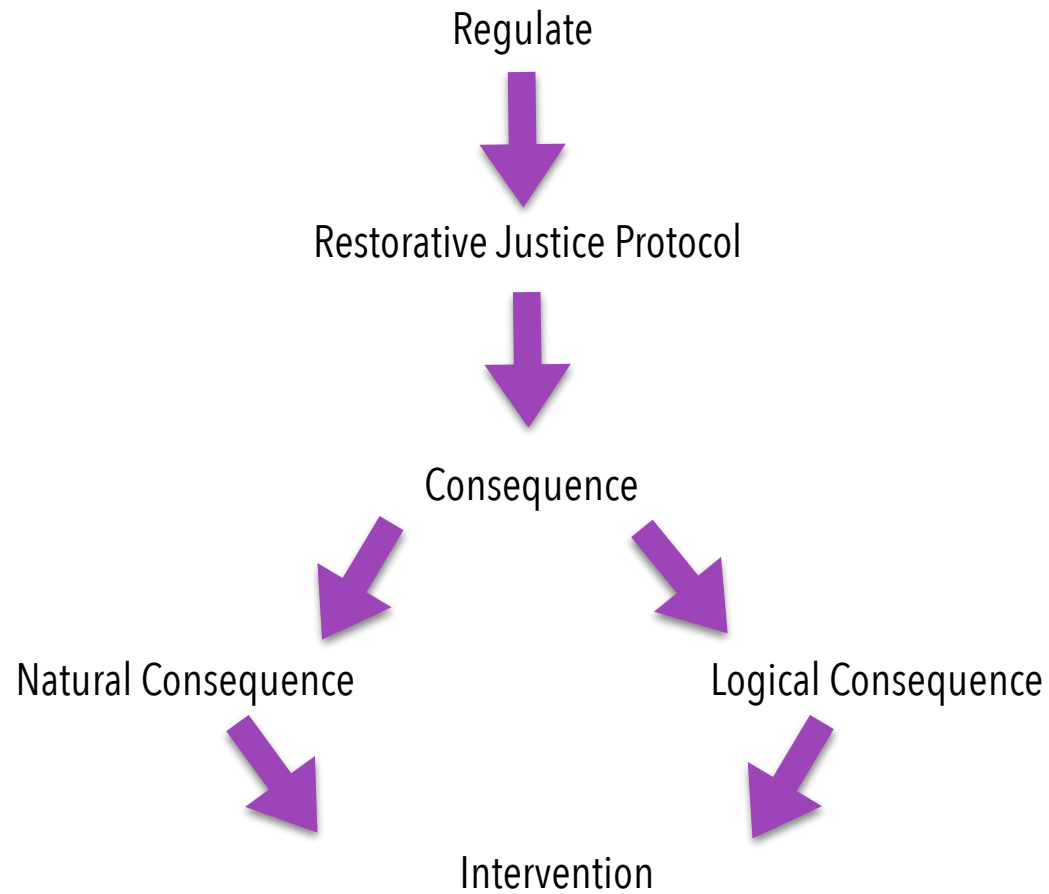 Regulate
Restorative Justice Protocol
Consequence
Natural Consequence
Logical Consequence
Intervention